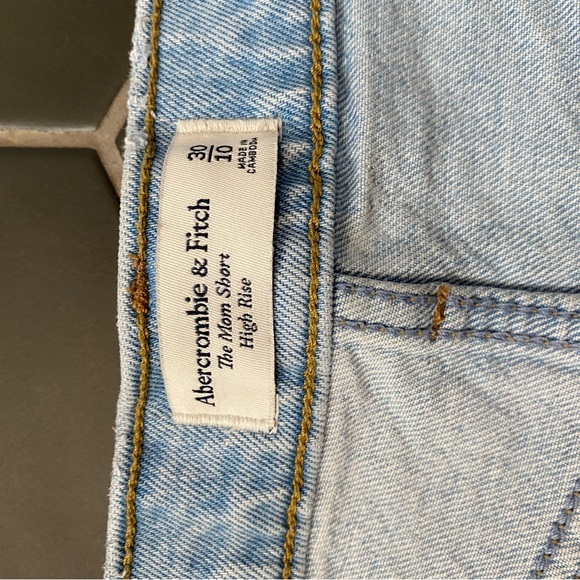 Abercrombie & Fitch
The Mom Short
High Rise
30
10
MADE IN
CAMBODIA